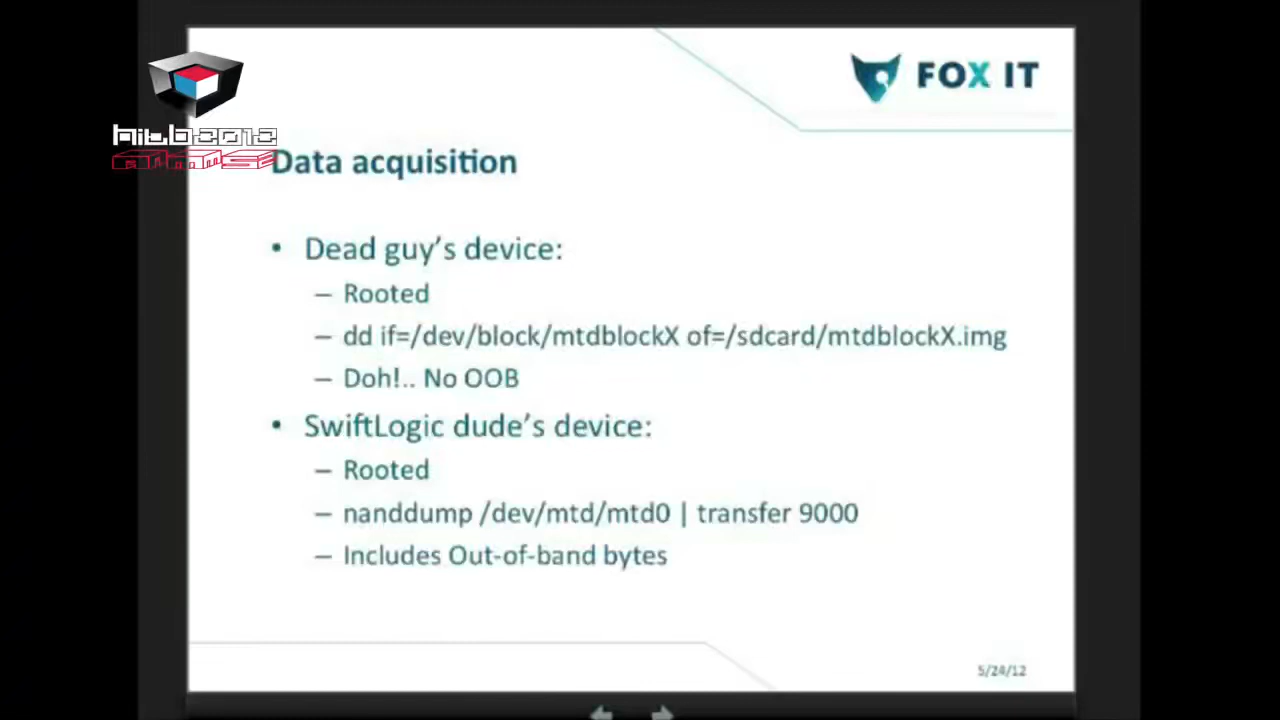 FOX IT
hitb2012
AMS
Data acquisition
• Dead guy's device:
– Rooted
– dd if=/dev/block/mtdblockX of=/sdcard/mtdblockX.img
– Doh!.. No OOB
• SwiftLogic dude's device:
– Rooted
– nanddump /dev/mtd/mtd0 | transfer 9000
– Includes Out-of-band bytes
5/24/12